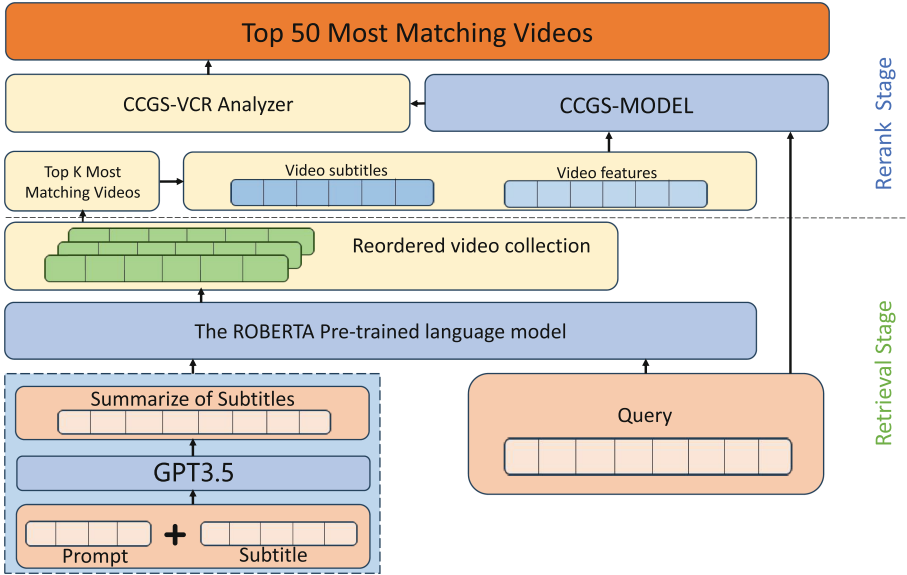 Top 50 Most Matching Videos
CCGS-VCR Analyzer
CCGS-MODEL
Rerank Stage
Top K Most
Matching Videos
Video subtitles
Video features
Reordered video collection
The ROBERTA Pre-trained language model
Retrieval Stage
Summarize of Subtitles
Query
GPT3.5
+
Prompt
Subtitle